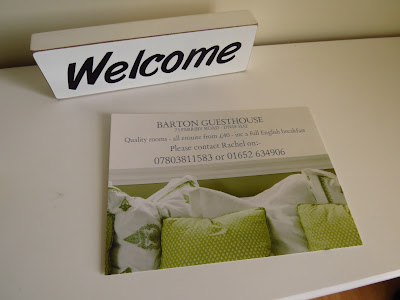 Welcome
BARTON GUESTHOUSE
Quality rooms - all ensuite from £80 - inc a full English breakfast
Please contact Rachel on:-
07803811583 or 01652 634906